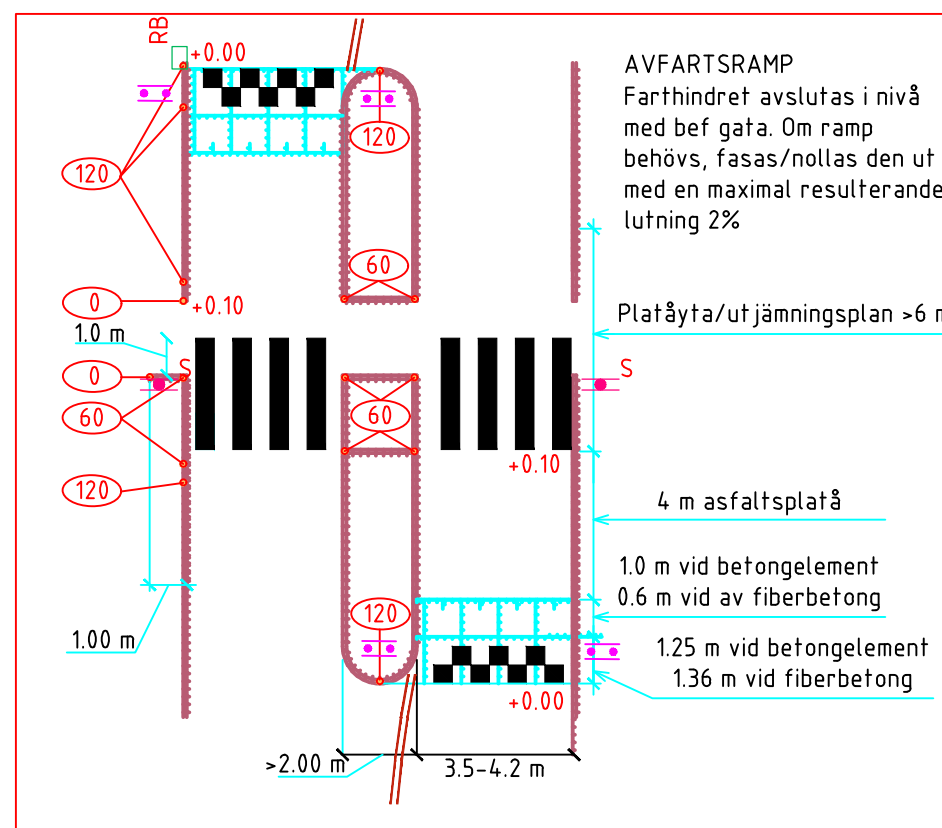 RB
+0.00
AVFARTSRAMP
Farthindret avslutas i nivå
med bef gata. Om ramp
behövs, fasas/nollas den ut
med en maximal resulterande
lutning 2%
120
120
60
0
+0.10
Platåyta/utjämningsplan >6 m
1.0 m
0
S
S
60
60
+0.10
120
4 m asfaltsplatå
1.0 m vid betongelement
0.6 m vid av fiberbetong
120
1.00 m
1.25 m vid betongelement
1.36 m vid fiberbetong
+0.00
>2.00 m
3.5-4.2 m